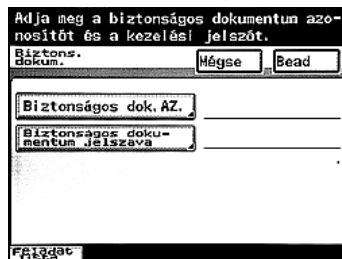 Adja meg a biztonságos dokumentum azo-
nosítót és a kezelési jelszót.
Biztons.
dokum.
Mégse
Bead
Biztonságos dok. AZ.
Biztonságos doku-
mentum jelszava
Feladat
lista